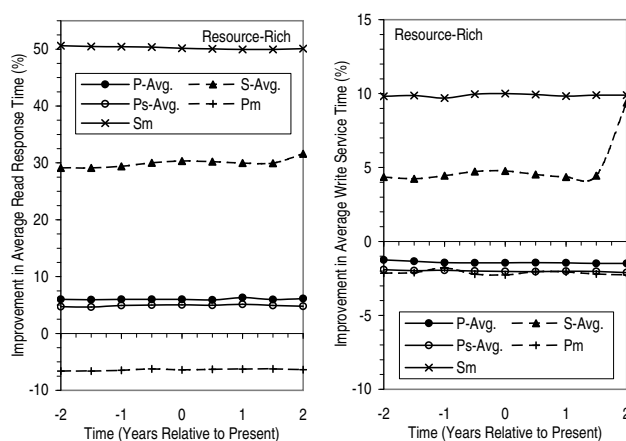 Improvement in Average Read Response Time (%)
60
50
40
30
20
10
0
-10
Resource-Rich
P-Avg.
S-Avg.
Ps-Avg.
Pm
Sm
-2
-1
0
1
2
Time (Years Relative to Present)
Improvement in Average Write Service Time (%)
15
10
5
0
-5
-10
Resource-Rich
P-Avg.
S-Avg.
Ps-Avg.
Pm
Sm
-2
-1
0
1
2
Time (Years Relative to Present)